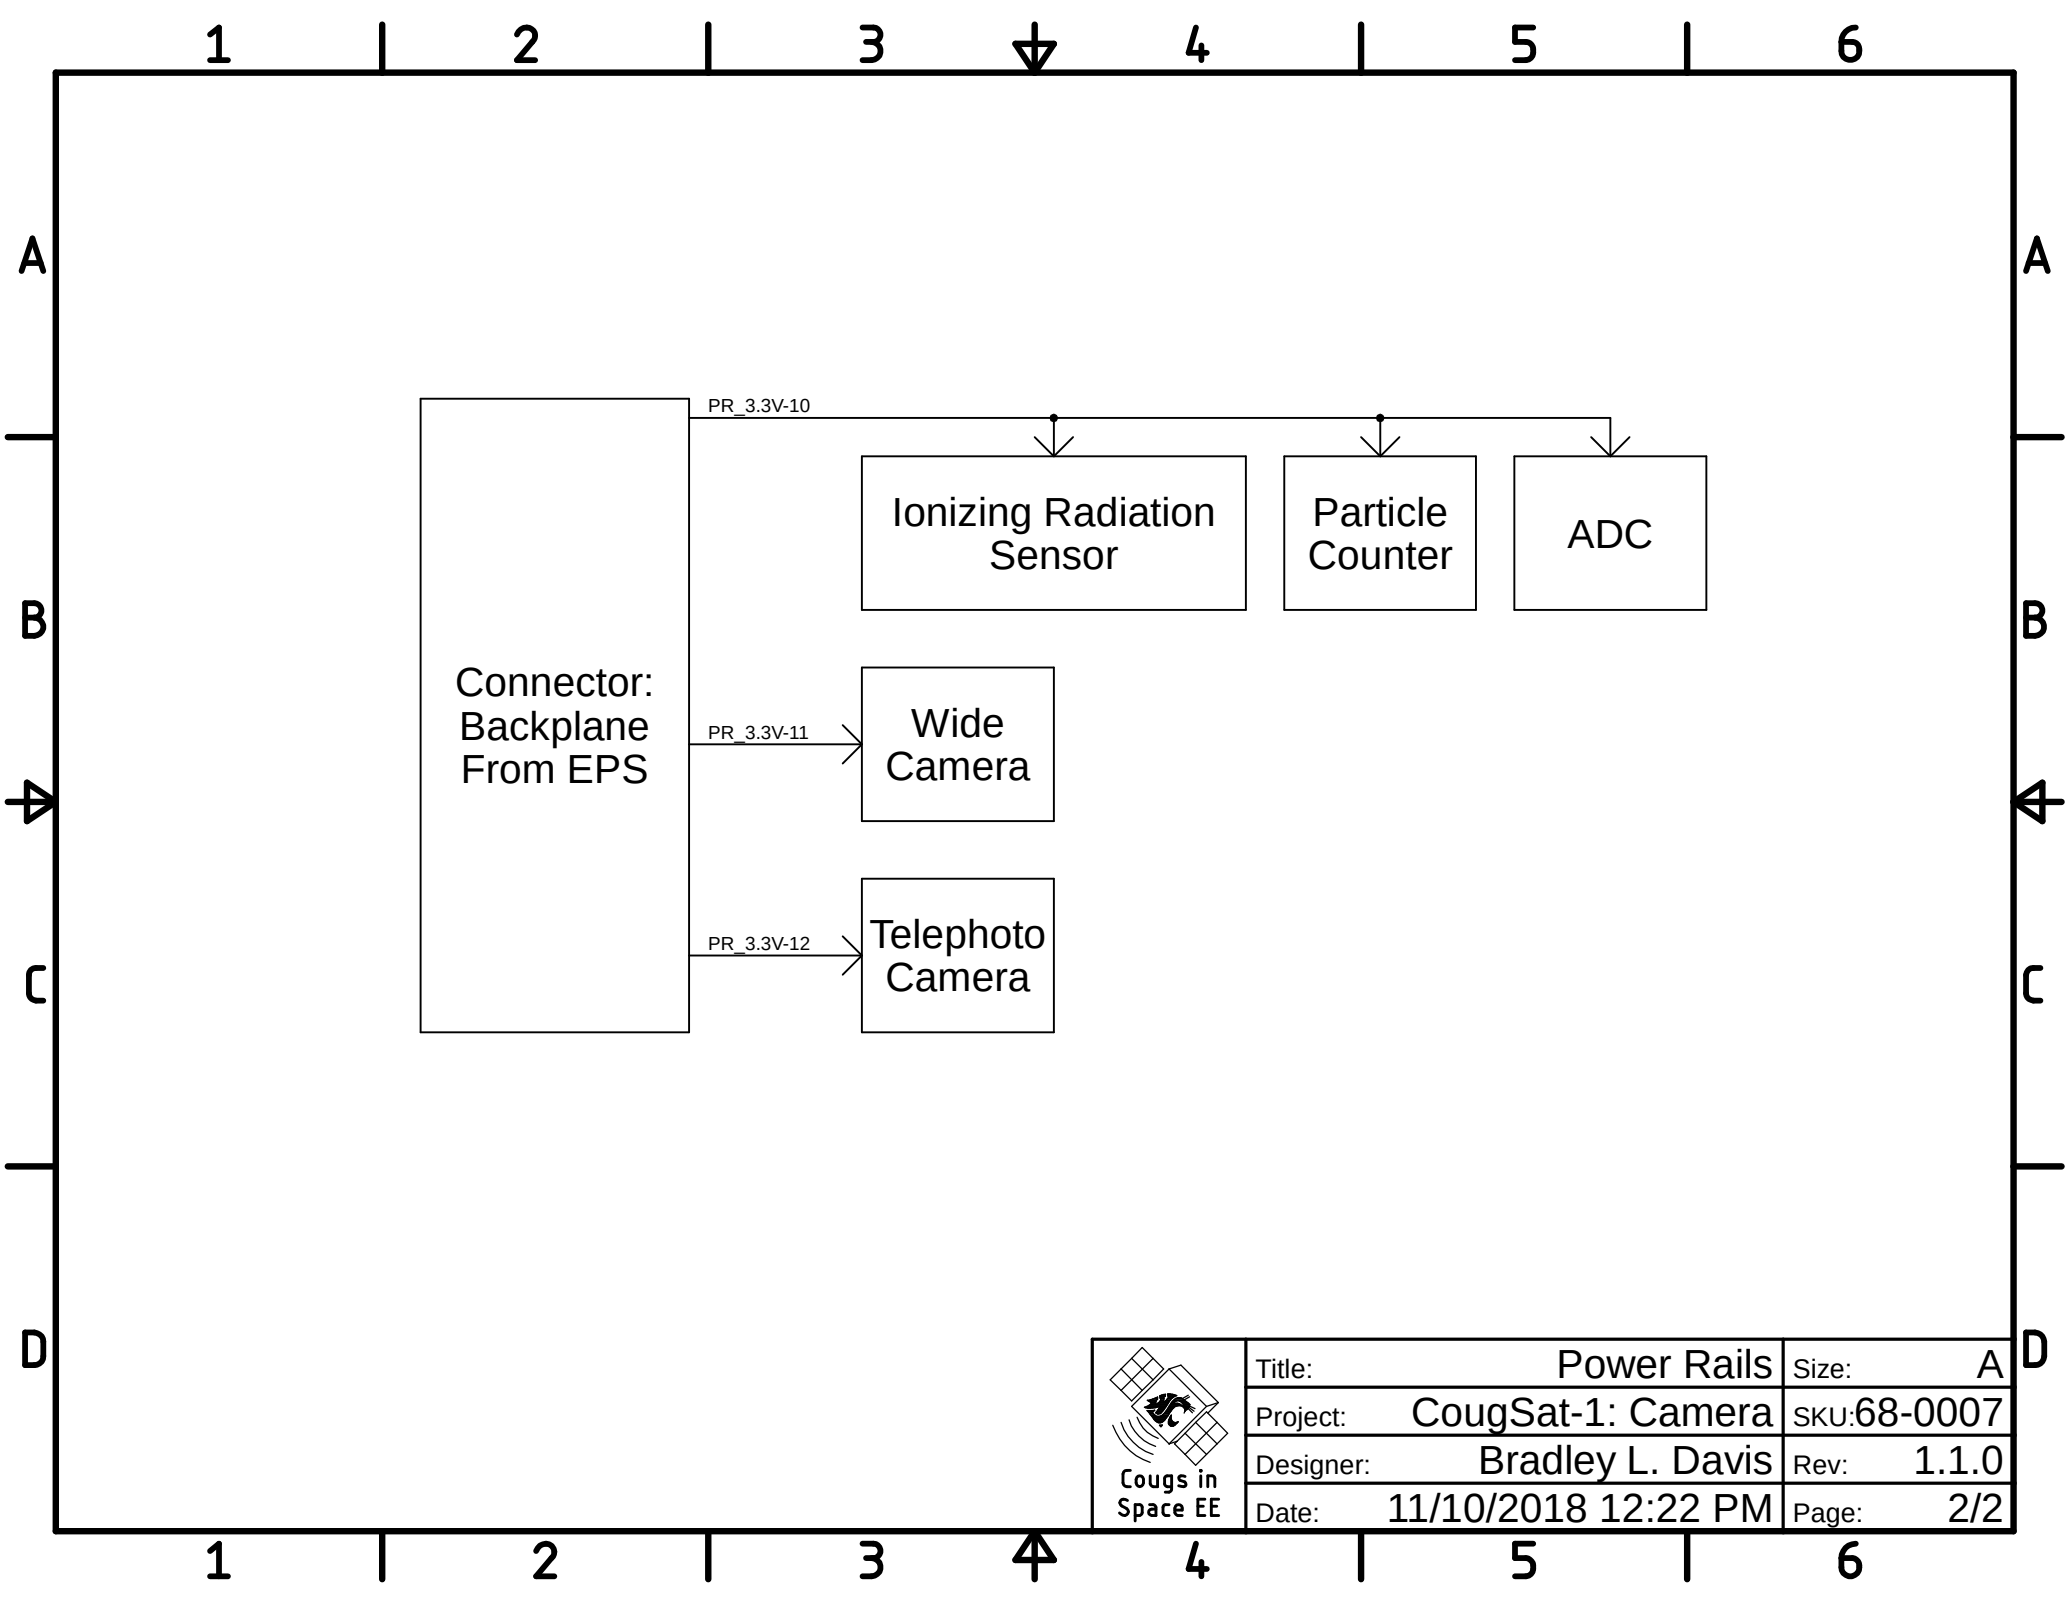 1 2 3 4 5 6
A A
PR_3.3V-10
Ionizing Radiation
Sensor
Particle
Counter
ADC
B B
Connector:
Backplane
From EPS
PR_3.3V-11
Wide
Camera
PR_3.3V-12
Telephoto
Camera
C C
D D
Title: Power Rails Size: A
Project: CougSat-1: Camera SKU:68-0007
Designer: Bradley L. Davis Rev: 1.1.0
Date: 11/10/2018 12:22 PM Page: 2/2
Cougs in
Space EE
1 2 3 4 5 6